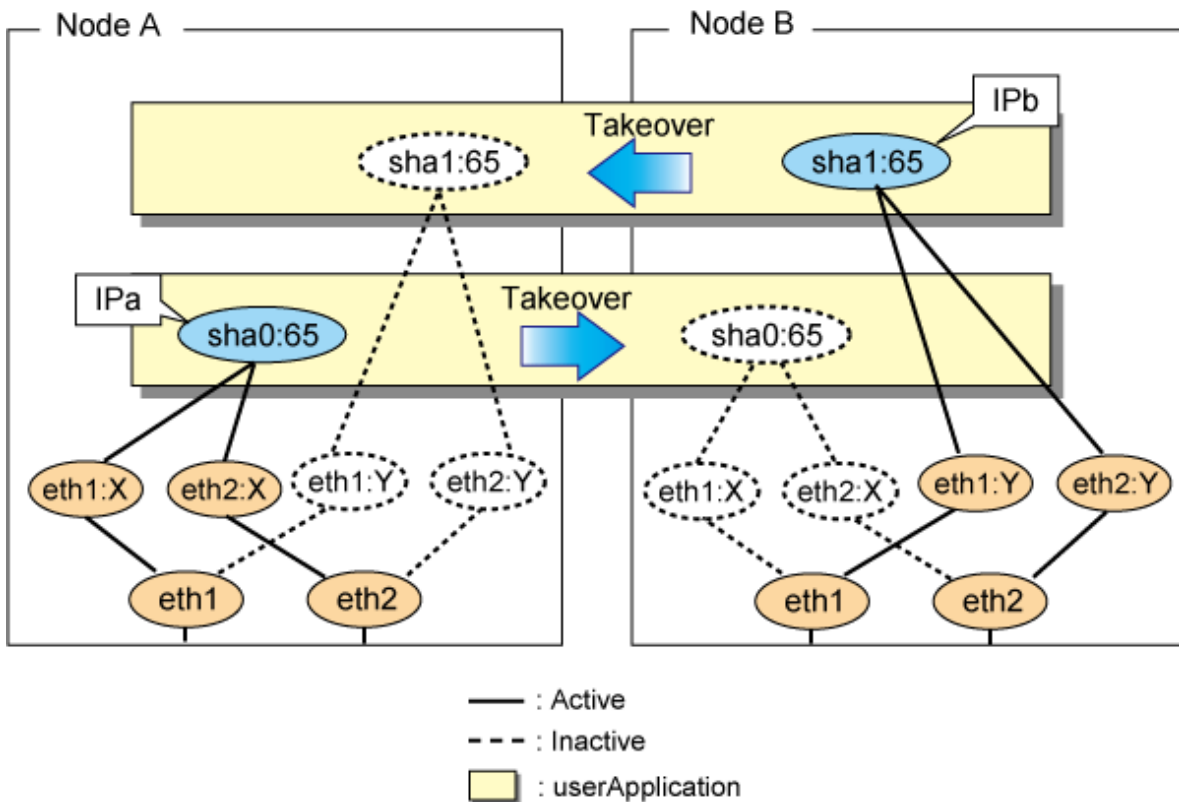 Node A
Node B
IPb
Takeover
sha1:65
sha1:65
IPa
Takeover
sha0:65
sha0:65
eth1:X
eth2:X
eth1:Y
eth2:Y
eth1:X
eth2:X
eth1:Y
eth2:Y
eth1
eth2
eth1
eth2
: Active
: Inactive
: userApplication